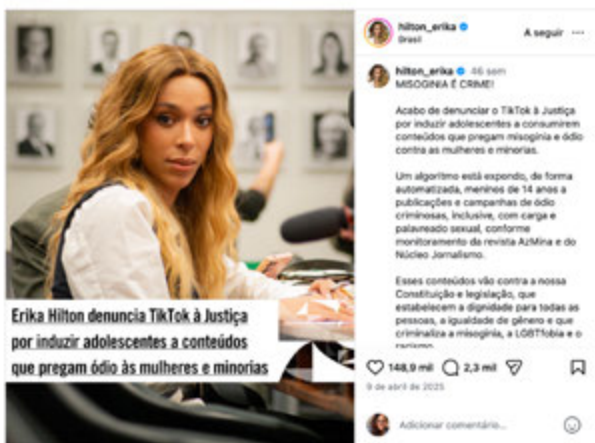 Erika Hilton denuncia TikTok à Justiça
por induzir adolescentes a conteúdos
que pregam ódio às mulheres e minorias
hilton_erika
Brasil
A seguir
hilton_erika 46 sem
MISOGINIA É CRIME!
Acabo de denunciar o TikTok à Justiça
por induzir adolescentes a consumirem
conteúdos que pregam misoginia e ódio
contra as mulheres e minorias.
Um algoritmo está expondo, de forma
automatizada, meninos de 14 anos a
publicações e campanhas de ódio
criminosas, inclusive, com carga e
palavreado sexual, conforme
monitoramento da revista AzMina e do
Núcleo Jornalismo.
Esses conteúdos vão contra a nossa
Constituição e legislação, que
estabelecem a dignidade para todas as
pessoas, a igualdade de gênero e que
criminaliza a misoginia, a LGBTfobia e o
racismo.
148,9 mil 2,3 mil
9 de abril de 2025
Adicionar comentário...